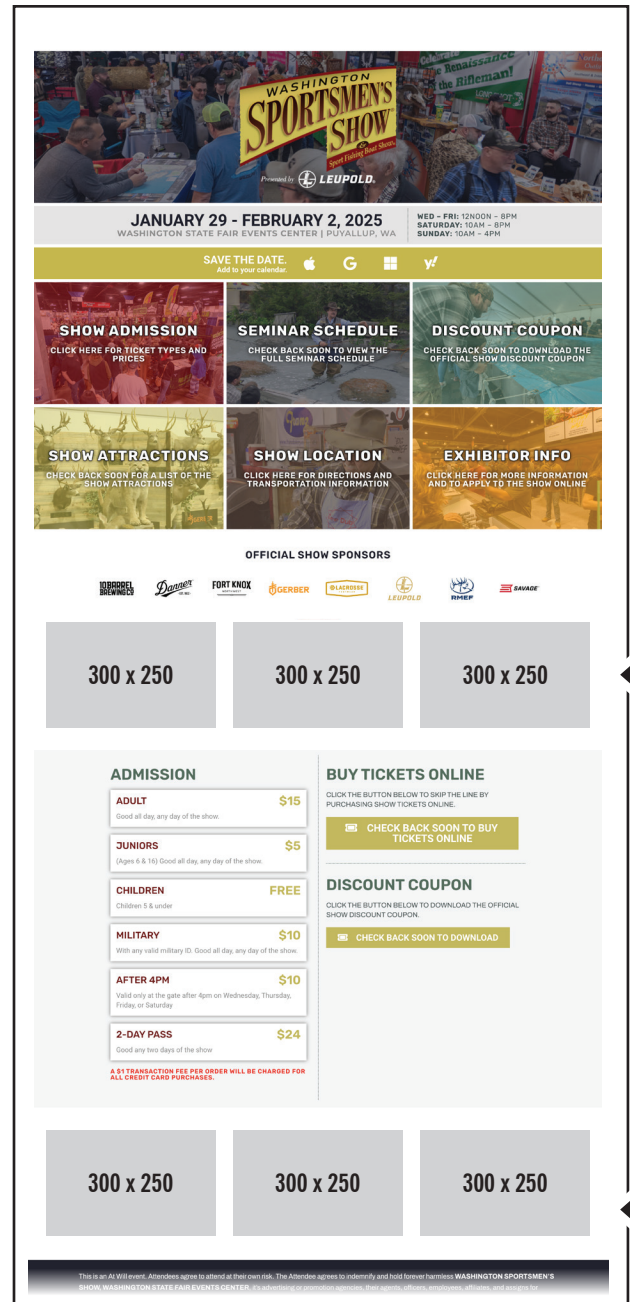 Celebrate
the Renaissance
of the Rifleman!
WASHINGTON
SPORTSMEN'S
SHOW
&
Sport Fishing Boat Show
Presented by LEUPOLD
JANUARY 29 - FEBRUARY 2, 2025
WASHINGTON STATE FAIR EVENTS CENTER | PUYALLUP, WA
WED - FRI: 12NOON - 8PM
SATURDAY: 10AM - 8PM
SUNDAY: 10AM - 4PM
SAVE THE DATE.
Add to your calendar.
G
y!
SHOW ADMISSION
CLICK HERE FOR TICKET TYPES AND
PRICES
SEMINAR SCHEDULE
CHECK BACK SOON TO VIEW THE
FULL SEMINAR SCHEDULE
DISCOUNT COUPON
CHECK BACK SOON TO DOWNLOAD THE
OFFICIAL SHOW DISCOUNT COUPON
SHOW ATTRACTIONS
CHECK BACK SOON FOR A LIST OF THE
SHOW ATTRACTIONS
SHOW LOCATION
CLICK HERE FOR DIRECTIONS AND
TRANSPORTATION INFORMATION
EXHIBITOR INFO
CLICK HERE FOR MORE INFORMATION
AND TO APPLY TO THE SHOW ONLINE
OFFICIAL SHOW SPONSORS
10 BARREL
BREWING CO
Danner
FORT KNOX
NORTHWEST
GERBER
LACROSSE
LEUPOLD
RMEF
SAVAGE
300 x 250
300 x 250
300 x 250
ADMISSION
ADULT $15
Good all day, any day of the show.
JUNIORS $5
(Ages 6 & 16) Good all day, any day of the show.
CHILDREN FREE
Children 5 & under
MILITARY $10
With any valid military ID. Good all day, any day of the show.
AFTER 4PM $10
Valid only at the gate after 4pm on Wednesday, Thursday,
Friday, or Saturday
2-DAY PASS $24
Good any two days of the show
A $1 TRANSACTION FEE PER ORDER WILL BE CHARGED FOR
ALL CREDIT CARD PURCHASES.
BUY TICKETS ONLINE
CLICK THE BUTTON BELOW TO SKIP THE LINE BY
PURCHASING SHOW TICKETS ONLINE.
CHECK BACK SOON TO BUY
TICKETS ONLINE
DISCOUNT COUPON
CLICK THE BUTTON BELOW TO DOWNLOAD THE OFFICIAL
SHOW DISCOUNT COUPON.
CHECK BACK SOON TO DOWNLOAD
300 x 250
300 x 250
300 x 250
This is an At Will event. Attendees agree to attend at their own risk. The Attendee agrees to indemnify and hold forever harmless WASHINGTON SPORTSMEN'S
SHOW, WASHINGTON STATE FAIR EVENTS CENTER, it's advertising or promotion agencies, their agents, officers, employees, affiliates, and assigns for